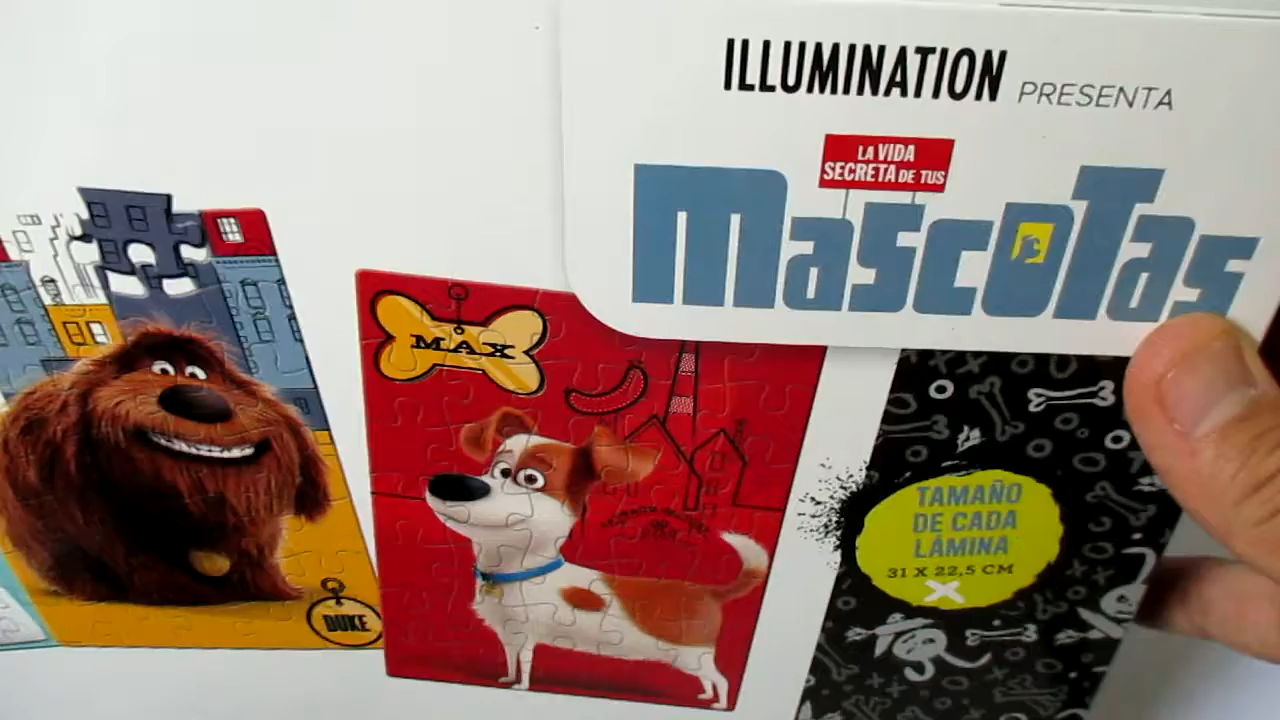 ILLUMINATION PRESENTA
LA VIDA
SECRETA DE TUS
mascotas
MAX
DUKE
TAMAÑO
DE CADA
LÁMINA
31 X 22,5 CM